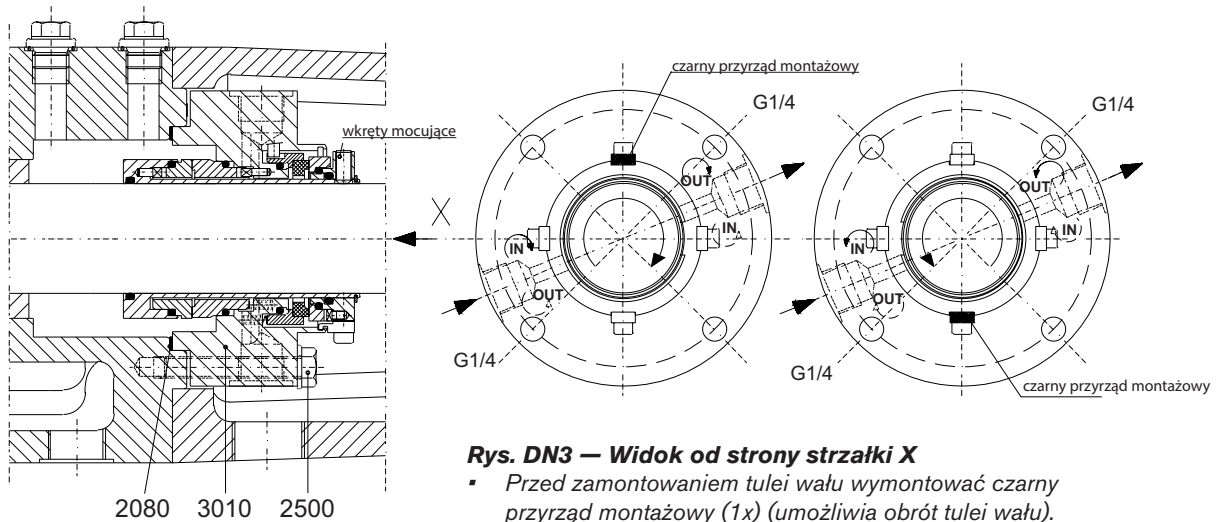 czarny przyrząd montażowy
G1/4
G1/4
wkręty mocujące
OUT
OUT
X
IN
IN
IN
IN
OUT
OUT
G1/4
G1/4
czarny przyrząd montażowy
Rys. DN3 — Widok od strony strzałki X
▪ Przed zamontowaniem tulei wału wymontować czarny
przyrząd montażowy (1x) (umożliwia obrót tulei wału).
2080 3010 2500